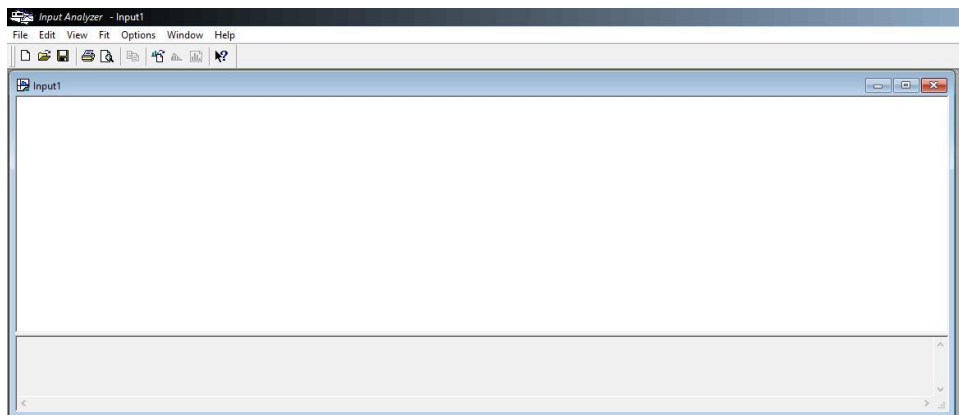 Input Analyzer - Input1
File Edit View Fit Options Window Help
Input1